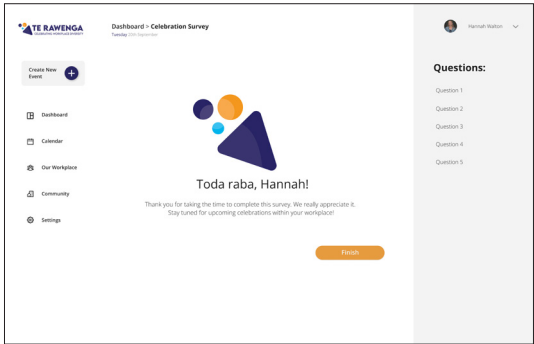 TE RAWENGA
CELEBRATING WORKPLACE DIVERSITY
Dashboard > Celebration Survey
Tuesday 20th September
Hannah Walton
Create New
Event
Dashboard
Calendar
Our Workplace
Community
Settings
Toda raba, Hannah!
Thank you for taking the time to complete this survey. We really appreciate it.
Stay tuned for upcoming celebrations within your workplace!
Finish
Questions:
Question 1
Question 2
Question 3
Question 4
Question 5